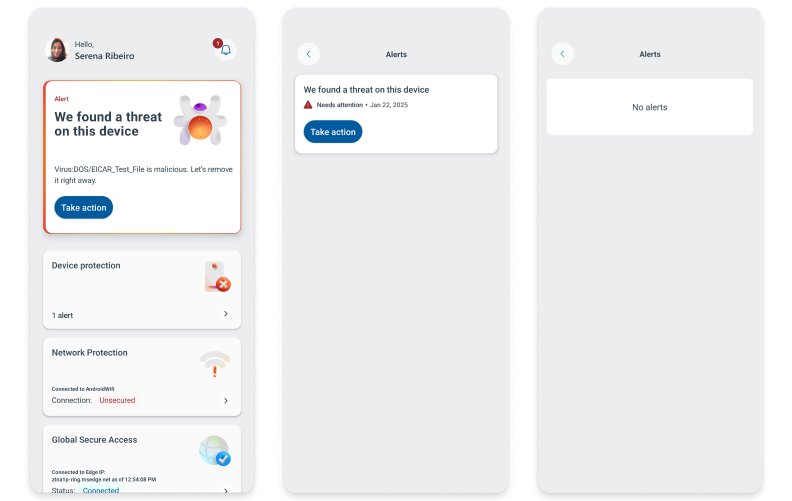 Hello,
Serena Ribeiro
1
Alert
We found a threat
on this device
Virus:DOS/EICAR_Test_File is malicious. Let's remove
it right away.
Take action
Device protection
1 alert
Network Protection
Connected to AndroidWifi
Connection: Unsecured
Global Secure Access
Connected to Edge IP:
ztna1p-ring.msedge.net as of 12:54:08 PM
Status: Connected
Alerts
We found a threat on this device
Needs attention • Jan 22, 2025
Take action
Alerts
No alerts